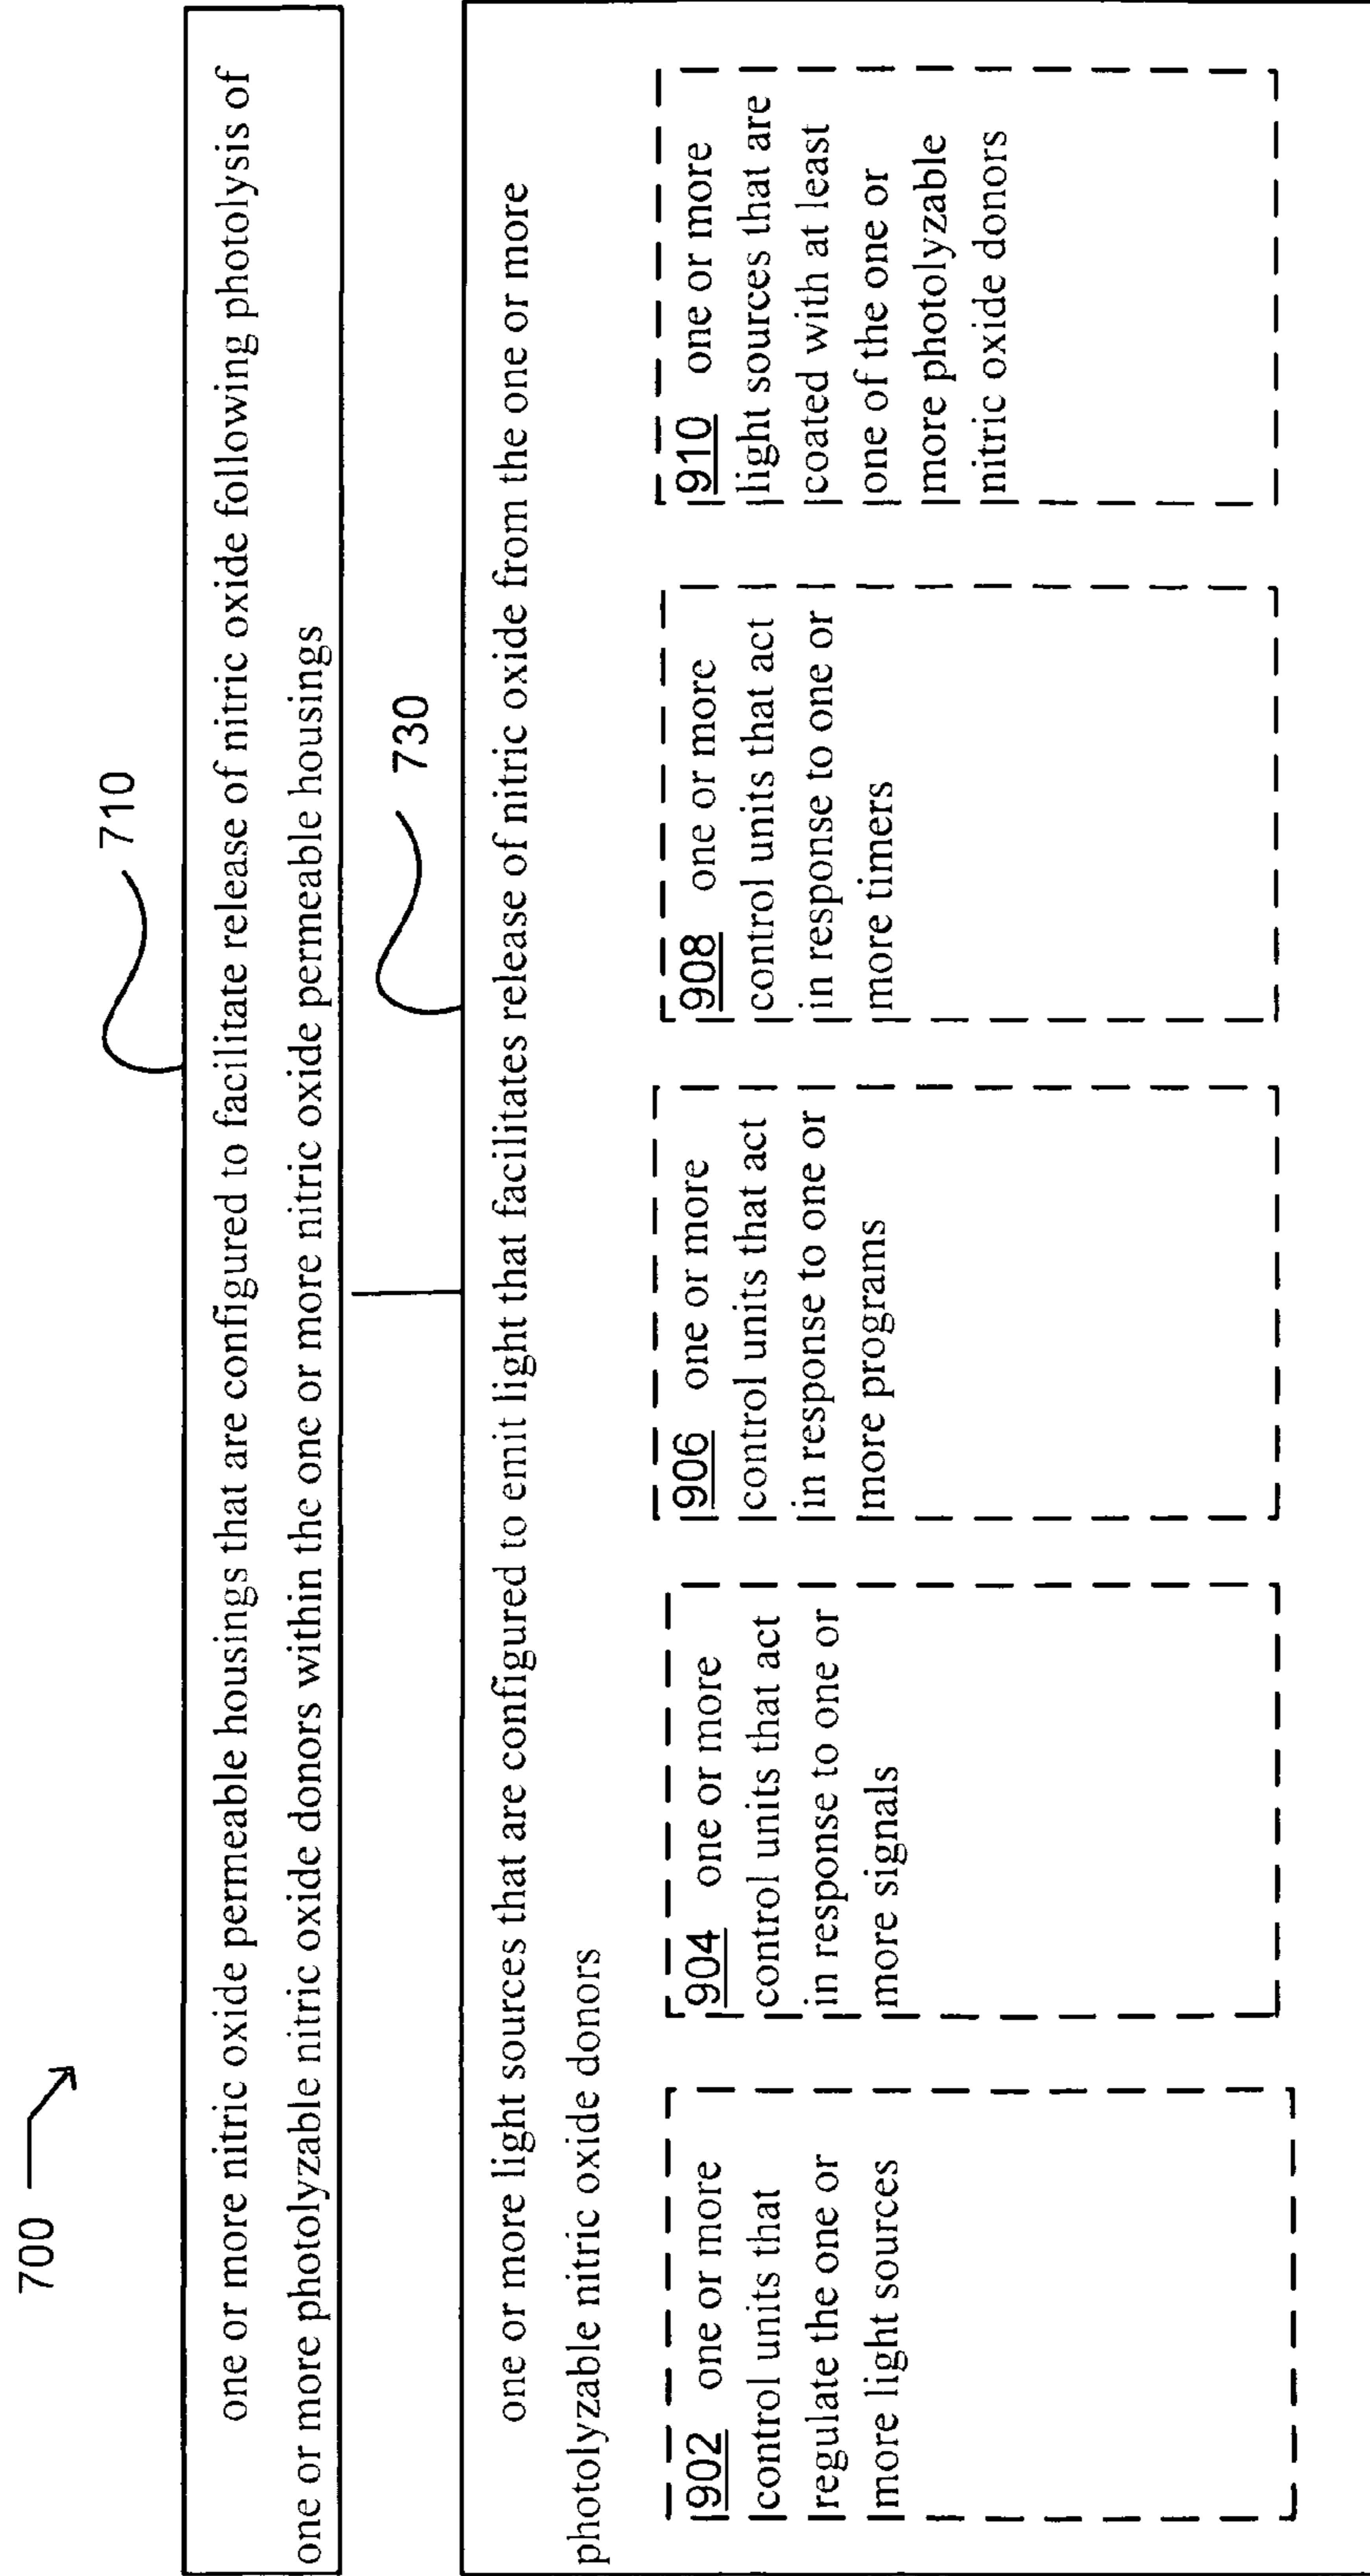 700
710
one or more nitric oxide permeable housings that are configured to facilitate release of nitric oxide following photolysis of
one or more photolyzable nitric oxide donors within the one or more nitric oxide permeable housings
730
one or more light sources that are configured to emit light that facilitates release of nitric oxide from the one or more
photolyzable nitric oxide donors
902 one or more
control units that
regulate the one or
more light sources
904 one or more
control units that act
in response to one or
more signals
906 one or more
control units that act
in response to one or
more programs
908 one or more
control units that act
in response to one or
more timers
910 one or more
light sources that are
coated with at least
one of the one or
more photolyzable
nitric oxide donors